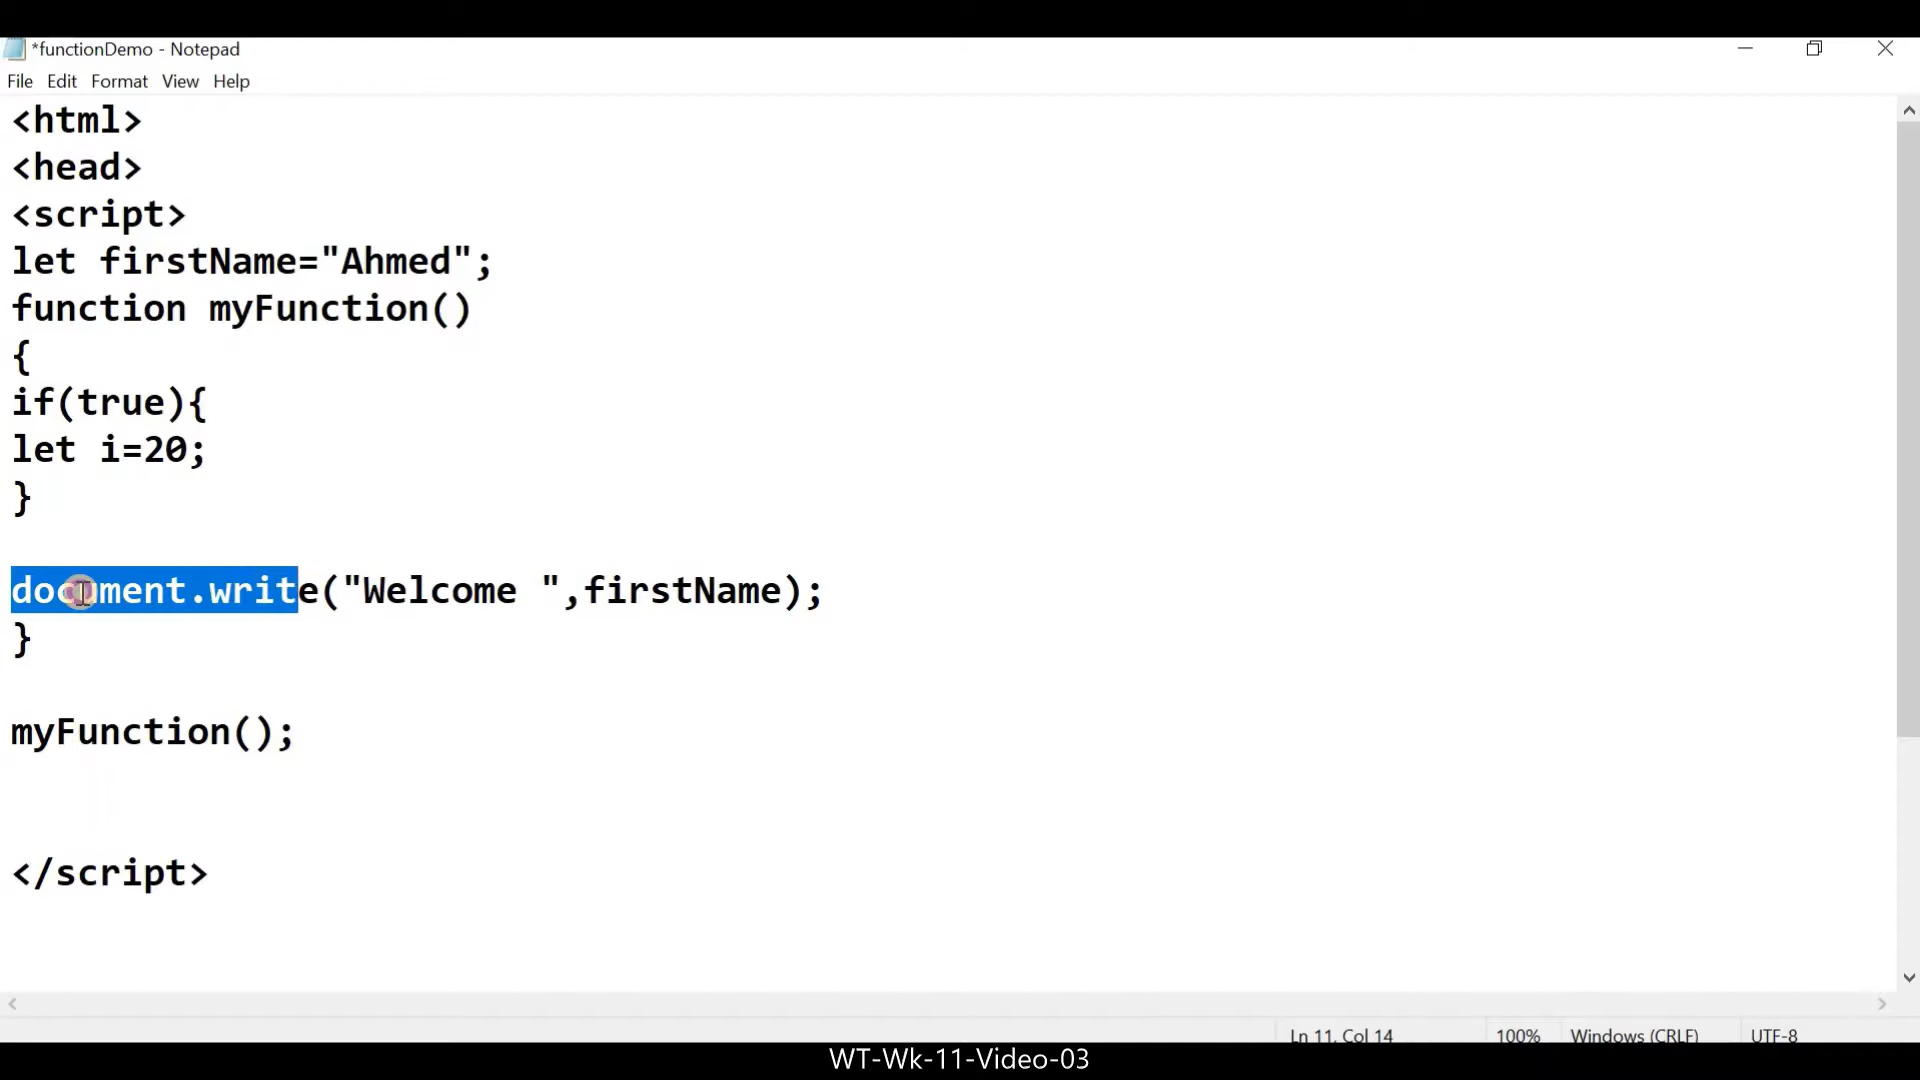 *functionDemo - Notepad
File Edit Format View Help
<html>
<head>
<script>
let firstName="Ahmed";
function myFunction()
{
if(true){
let i=20;
}
document.write("Welcome ",firstName);
}
myFunction();
</script>
Ln 11, Col 14 100% Windows (CRLF) UTF-8
WT-Wk-11-Video-03